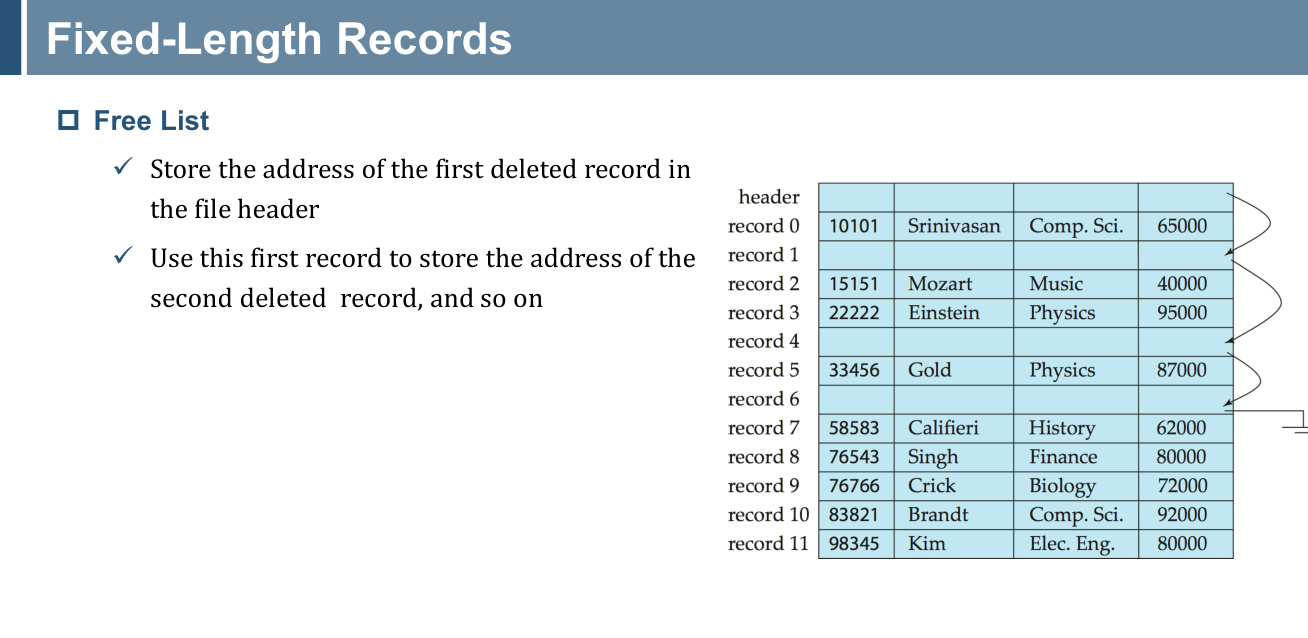 Fixed-Length Records
Free List
Store the address of the first deleted record in
the file header
Use this first record to store the address of the
second deleted record, and so on
header
record 0 10101 Srinivasan Comp. Sci. 65000
record 1
record 2 15151 Mozart Music 40000
record 3 22222 Einstein Physics 95000
record 4
record 5 33456 Gold Physics 87000
record 6
record 7 58583 Califieri History 62000
record 8 76543 Singh Finance 80000
record 9 76766 Crick Biology 72000
record 10 83821 Brandt Comp. Sci. 92000
record 11 98345 Kim Elec. Eng. 80000